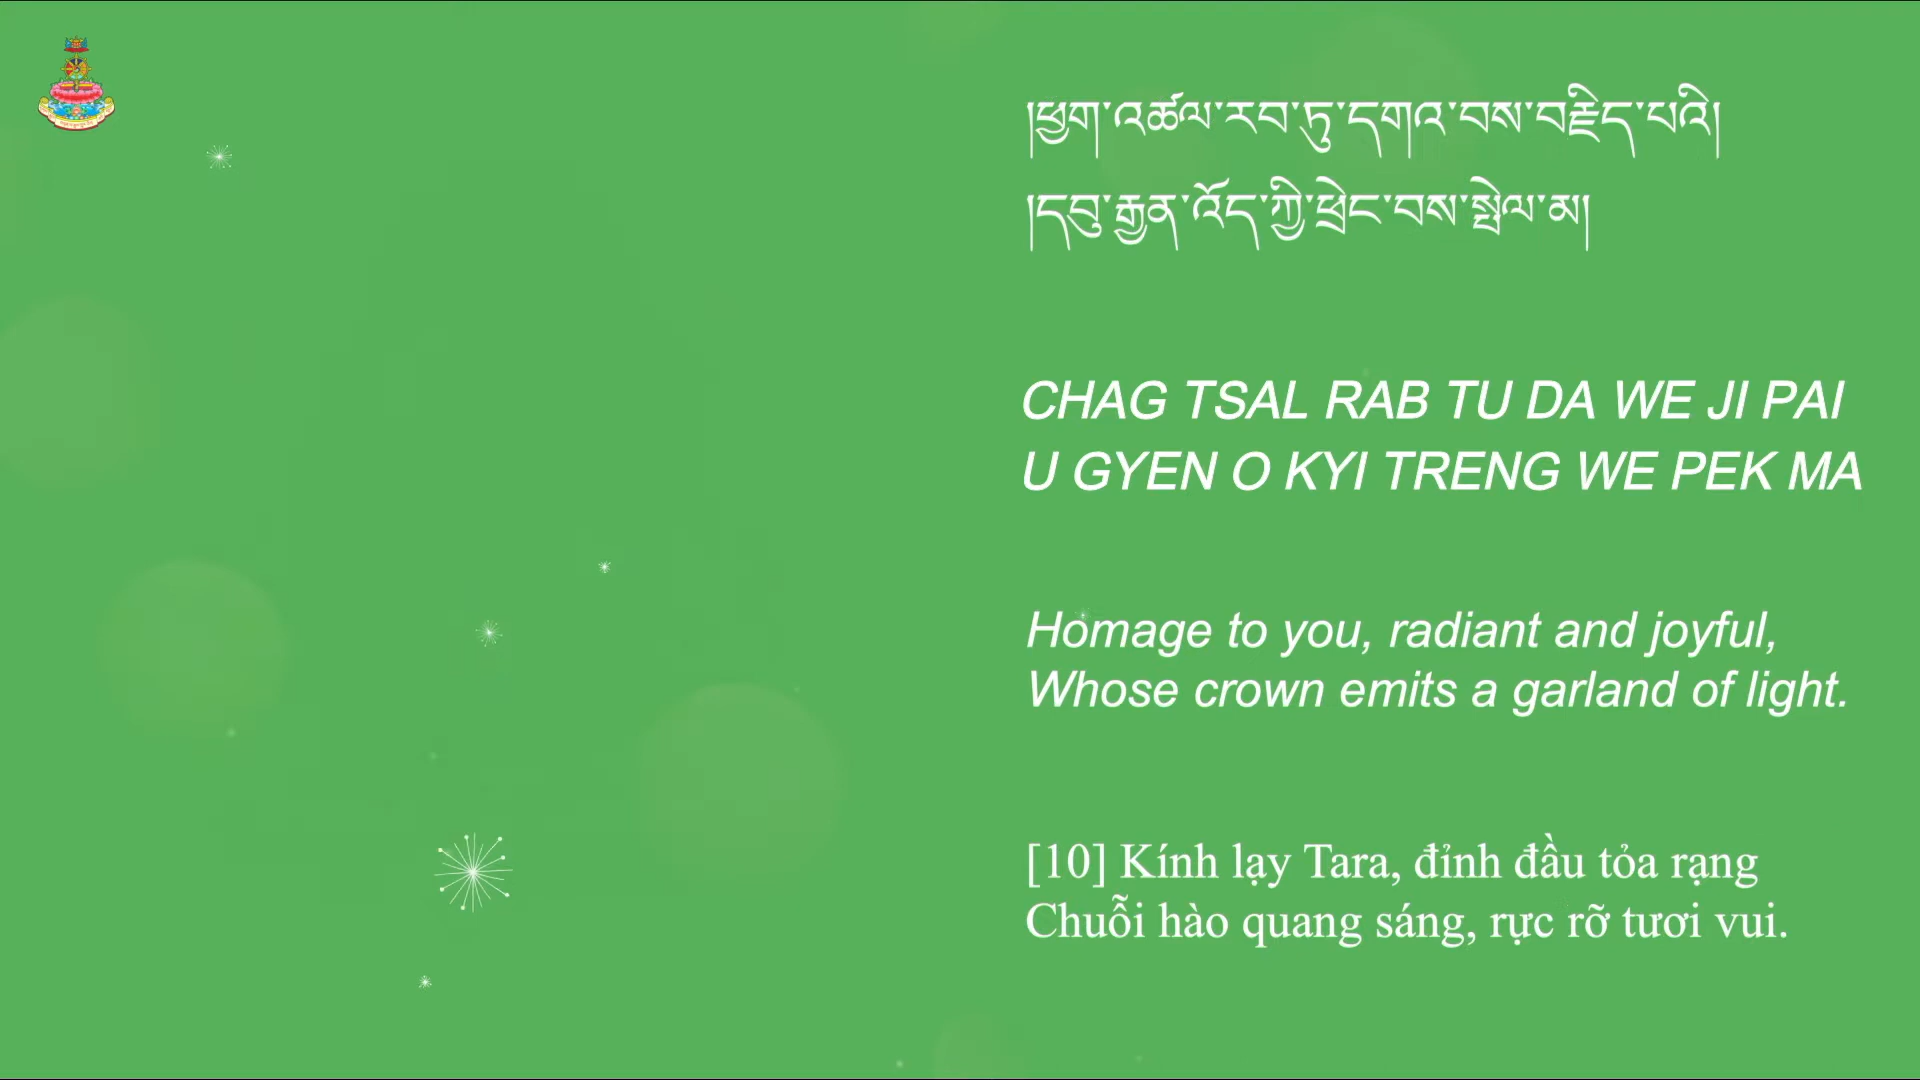 །ཕྱག་འཚལ་རབ་ཏུ་དགའ་བས་བརྗིད་པའི།
།དབུ་རྒྱན་འོད་ཀྱི་ཕྲེང་བས་སྤེལ་མ།
CHAG TSAL RAB TU DA WE JI PAI
U GYEN O KYI TRENG WE PEK MA
Homage to you, radiant and joyful,
Whose crown emits a garland of light.
[10] Kính lạy Tara, đỉnh đầu tỏa rạng
Chuỗi hào quang sáng, rực rỡ tươi vui.